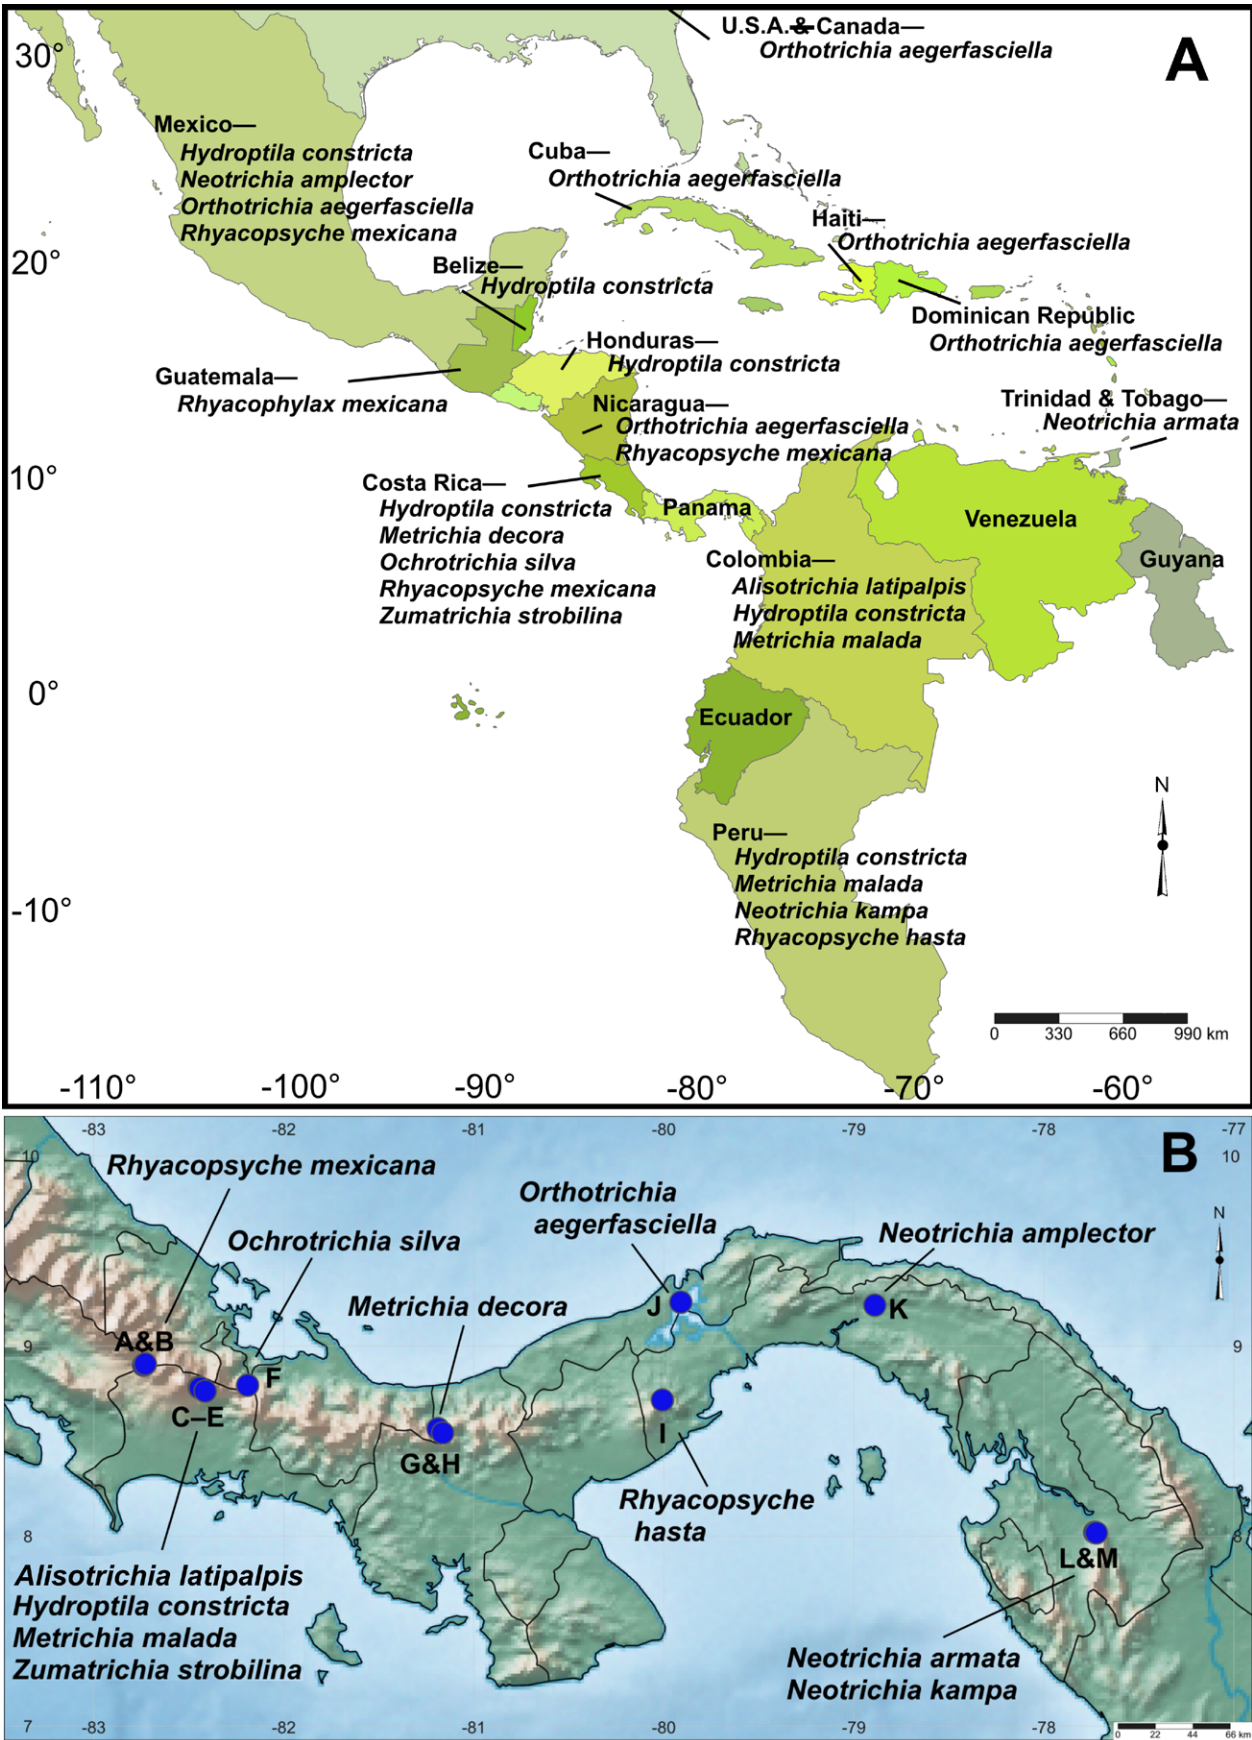 U.S.A.& Canada—
Orthotrichia aegerfasciella
A
30°
Mexico—
Hydroptila constricta
Neotrichia amplector
Orthotrichia aegerfasciella
Rhyacopsyche mexicana
Cuba—
Orthotrichia aegerfasciella
Haiti—
Orthotrichia aegerfasciella
20°
Belize—
Hydroptila constricta
Dominican Republic
Orthotrichia aegerfasciella
Honduras—
Hydroptila constricta
Guatemala—
Rhyacophylax mexicana
Nicaragua—
Orthotrichia aegerfasciella
Rhyacopsyche mexicana
Trinidad & Tobago—
Neotrichia armata
10°
Costa Rica—
Hydroptila constricta
Metrichia decora
Ochrotrichia silva
Rhyacopsyche mexicana
Zumatrichia strobilina
Panama
Venezuela
Guyana
Colombia—
Alisotrichia latipalpis
Hydroptila constricta
Metrichia malada
0°
Ecuador
N
Peru—
Hydroptila constricta
Metrichia malada
Neotrichia kampa
Rhyacopsyche hasta
-10°
0 330 660 990 km
-110° -100° -90° -80° -70° -60°
-83 -82 -81 -80 -79 -78 -77
10 10
B
Rhyacopsyche mexicana
Ochrotrichia silva
Metrichia decora
Orthotrichia
aegerfasciella
Neotrichia amplector
N
J
K
9 9
A&B
F
C–E
G&H
I
Rhyacopsyche
hasta
8 8
L&M
Alisotrichia latipalpis
Hydroptila constricta
Metrichia malada
Zumatrichia strobilina
Neotrichia armata
Neotrichia kampa
7 -83 -82 -81 -80 -79 -78
0 22 44 66 km